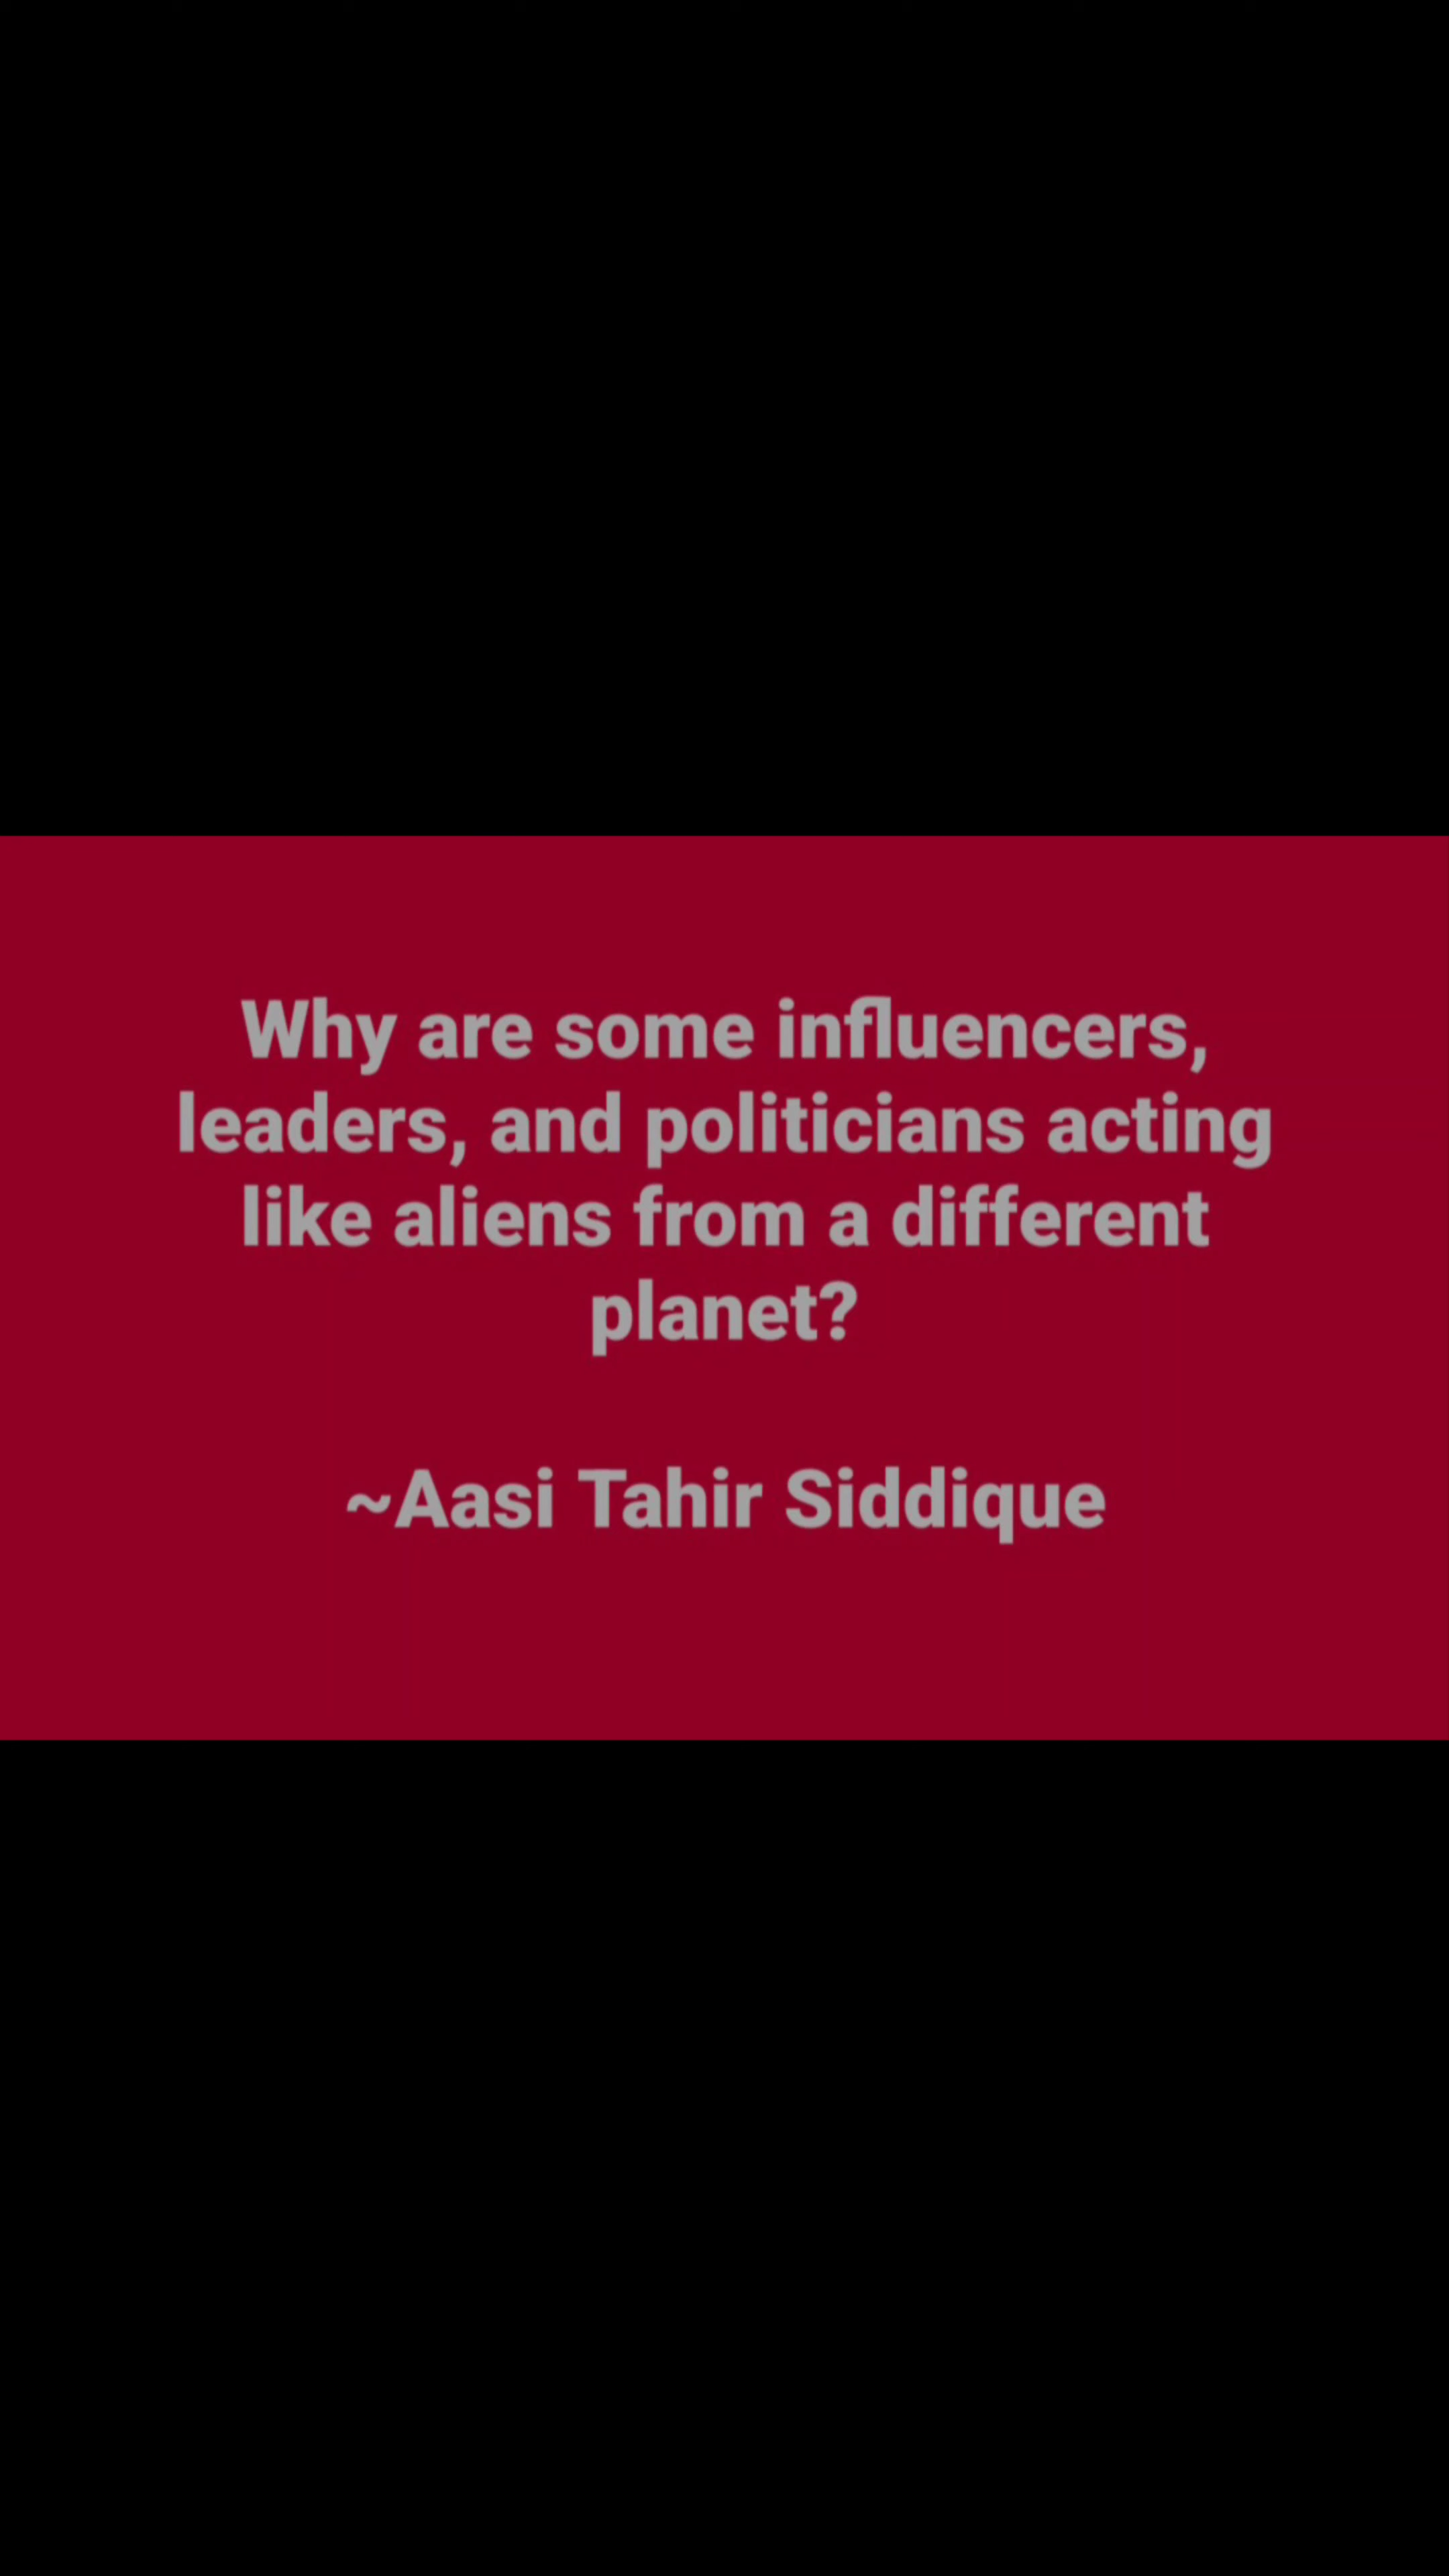 Why are some influencers,
leaders, and politicians acting
like aliens from a different
planet?
~Aasi Tahir Siddique